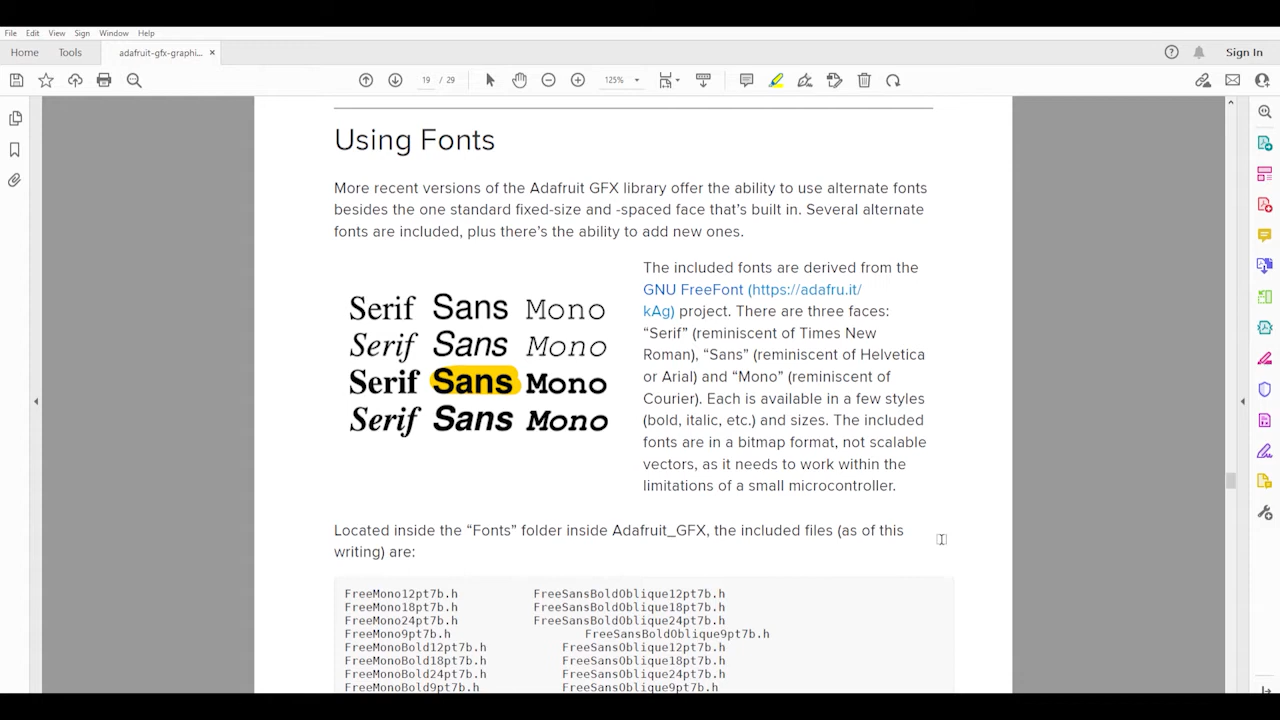 File Edit View Sign Window Help
Home Tools adafruit-gfx-graphi... × Sign In
19 / 29 125%
Using Fonts
More recent versions of the Adafruit GFX library offer the ability to use alternate fonts
besides the one standard fixed-size and -spaced face that's built in. Several alternate
fonts are included, plus there's the ability to add new ones.
Serif Sans Mono
Serif Sans Mono
Serif Sans Mono
Serif Sans Mono
The included fonts are derived from the
GNU FreeFont (https://adafru.it/
kAg) project. There are three faces:
“Serif” (reminiscent of Times New
Roman), “Sans” (reminiscent of Helvetica
or Arial) and “Mono” (reminiscent of
Courier). Each is available in a few styles
(bold, italic, etc.) and sizes. The included
fonts are in a bitmap format, not scalable
vectors, as it needs to work within the
limitations of a small microcontroller.
Located inside the “Fonts” folder inside Adafruit_GFX, the included files (as of this
writing) are:
FreeMono12pt7b.h FreeSansBoldOblique12pt7b.h
FreeMono18pt7b.h FreeSansBoldOblique18pt7b.h
FreeMono24pt7b.h FreeSansBoldOblique24pt7b.h
FreeMono9pt7b.h FreeSansBoldOblique9pt7b.h
FreeMonoBold12pt7b.h FreeSansOblique12pt7b.h
FreeMonoBold18pt7b.h FreeSansOblique18pt7b.h
FreeMonoBold24pt7b.h FreeSansOblique24pt7b.h
FreeMonoBold9pt7b.h FreeSansOblique9pt7b.h